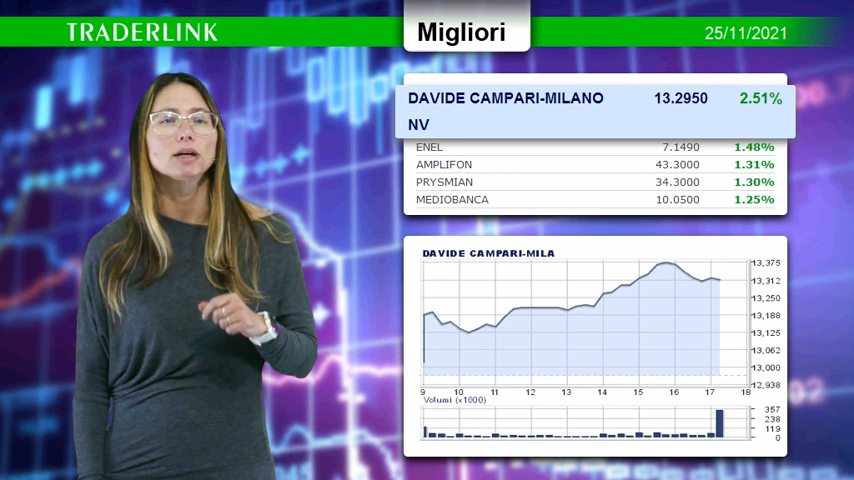 TRADERLINK
Migliori
25/11/2021
DAVIDE CAMPARI-MILANO NV 13.2950 2.51%
ENEL 7.1490 1.48%
AMPLIFON 43.3000 1.31%
PRYSMIAN 34.3000 1.30%
MEDIOBANCA 10.0500 1.25%
DAVIDE CAMPARI-MILA
13,375
13,312
13,250
13,188
13,125
13,062
13,000
12,938
9 10 11 12 13 14 15 16 17 18
Volumi (x1000)
357
238
119
0